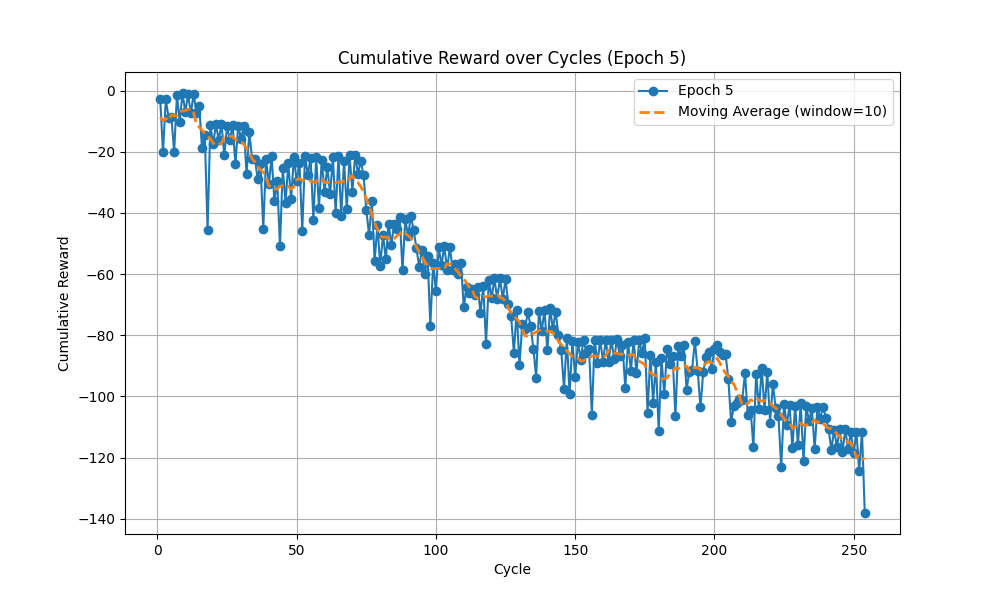 Cumulative Reward over Cycles (Epoch 5)
Epoch 5
Moving Average (window=10)
Cumulative Reward
0
−20
−40
−60
−80
−100
−120
−140
0 50 100 150 200 250
Cycle